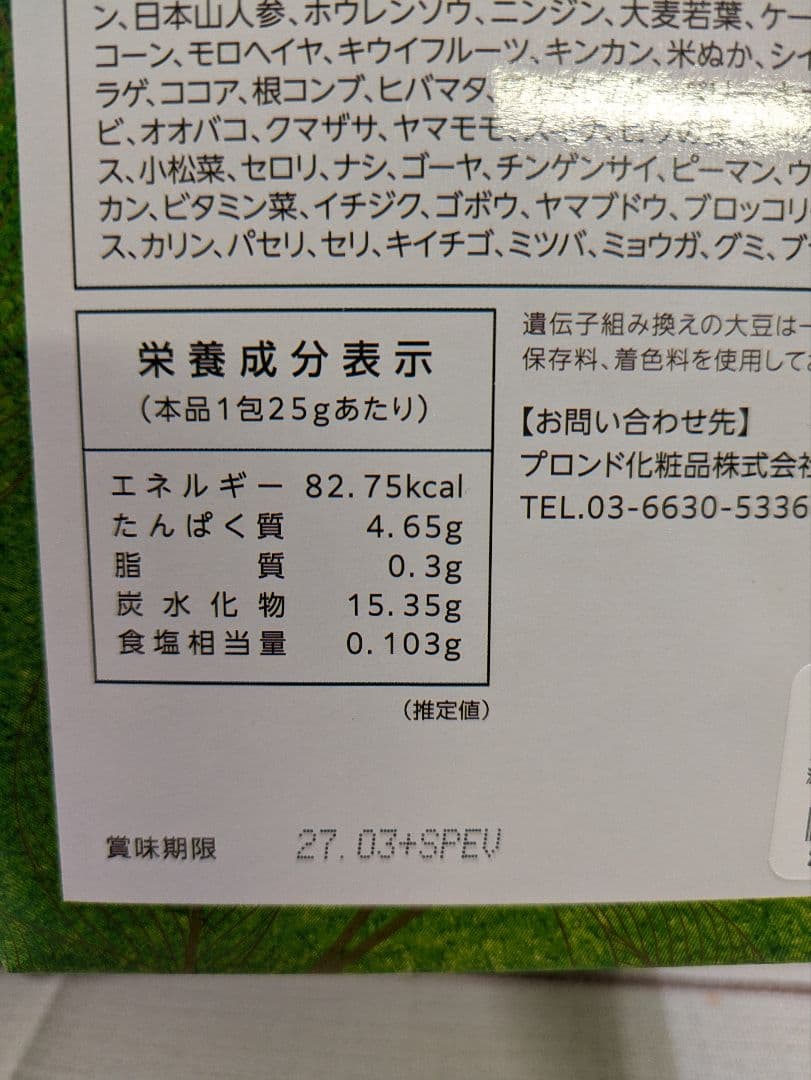 ン、日本山人参、ホウレンソウ、ニンジン、大麦若葉、ケー
コーン、モロヘイヤ、キウイフルーツ、キンカン、米ぬか、シイ
ラゲ、ココア、根コンブ、ヒバマタ、
ビ、オオバコ、クマザサ、ヤマモモ、
ス、小松菜、セロリ、ナシ、ゴーヤ、チンゲンサイ、ピーマン、ウ
カン、ビタミン菜、イチジク、ゴボウ、ヤマブドウ、ブロッコリ
ス、カリン、パセリ、セリ、キイチゴ、ミツバ、ミョウガ、グミ、ブ
栄養成分表示
(本品1包25gあたり)
エネルギー 82.75kcal
たんぱく質 4.65g
脂質 0.3g
炭水化物 15.35g
食塩相当量 0.103g
(推定値)
遺伝子組み換えの大豆は
保存料、着色料を使用して
【お問い合わせ先】
プロンド化粧品株式会社
TEL.03-6630-5336
賞味期限 27.03+SPEV